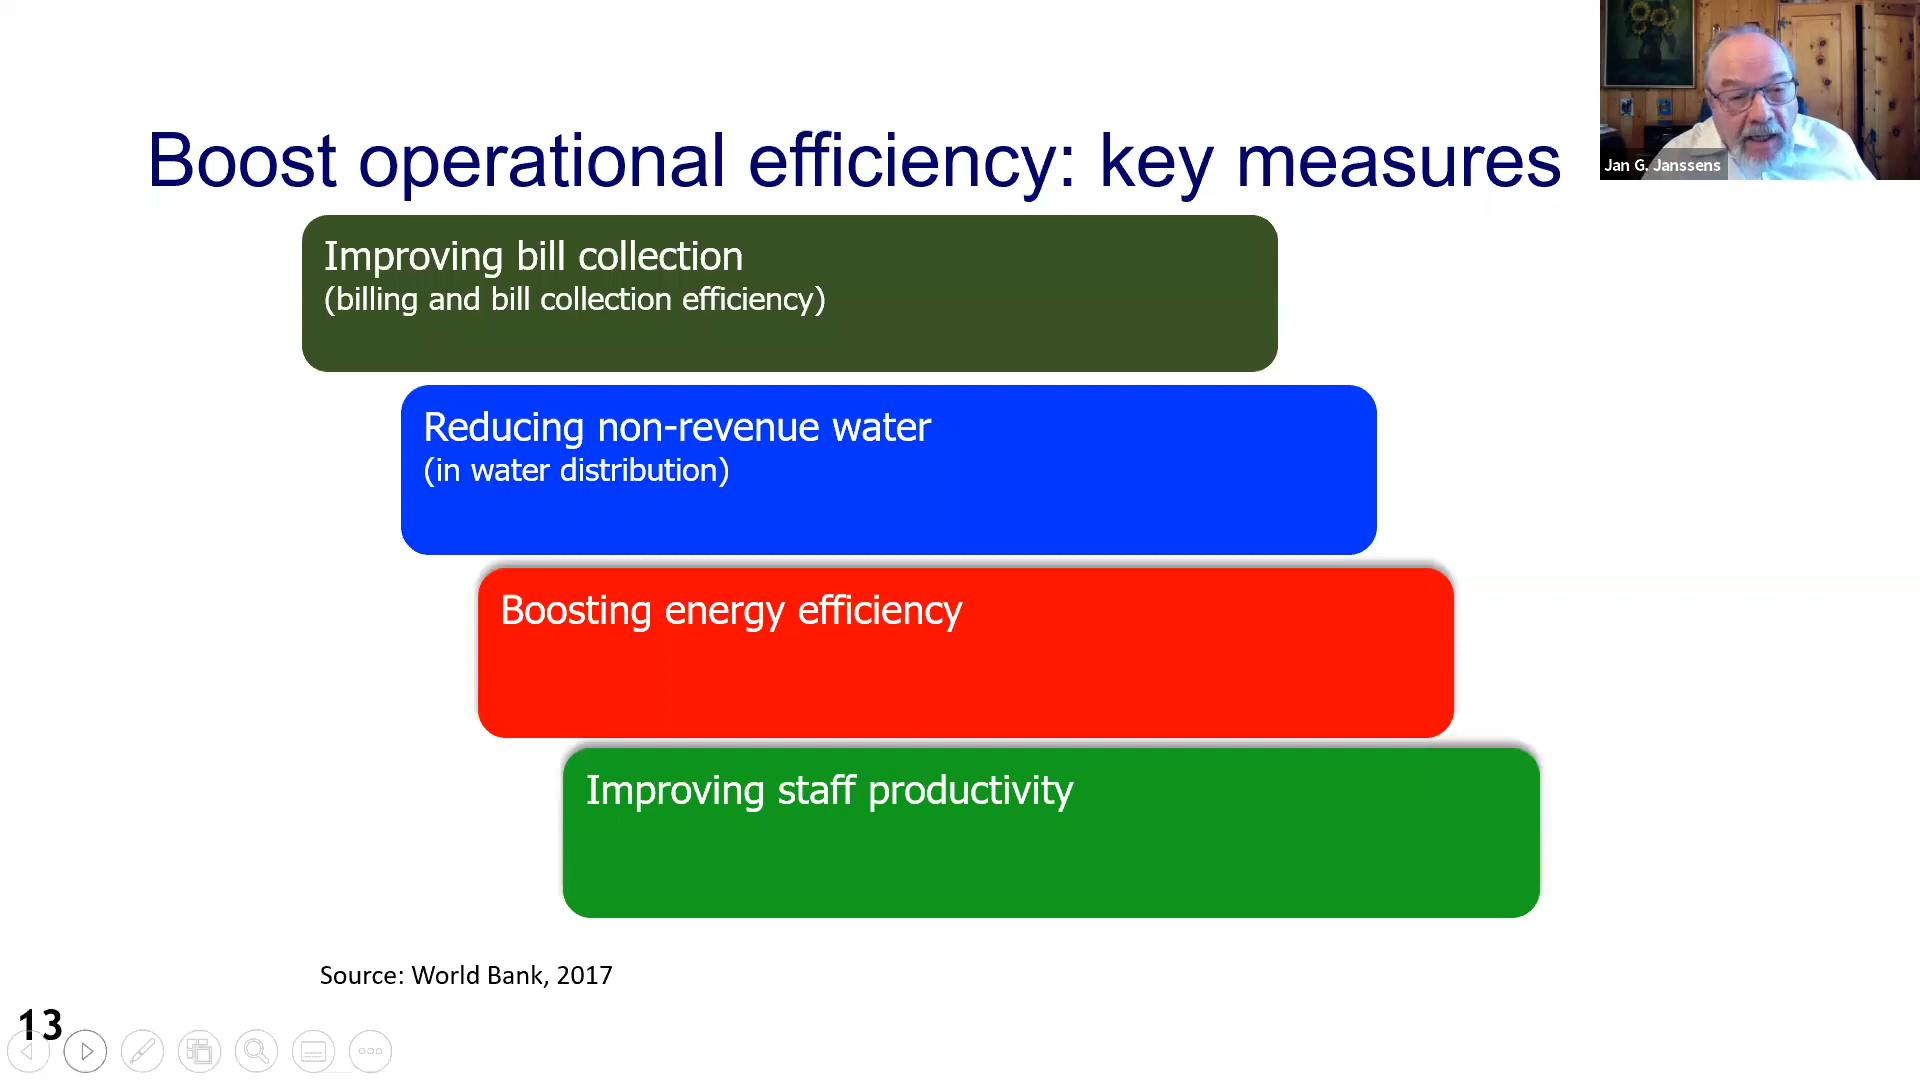 Boost operational efficiency: key measures
Jan G. Janssens
Improving bill collection
(billing and bill collection efficiency)
Reducing non-revenue water
(in water distribution)
Boosting energy efficiency
Improving staff productivity
Source: World Bank, 2017
13